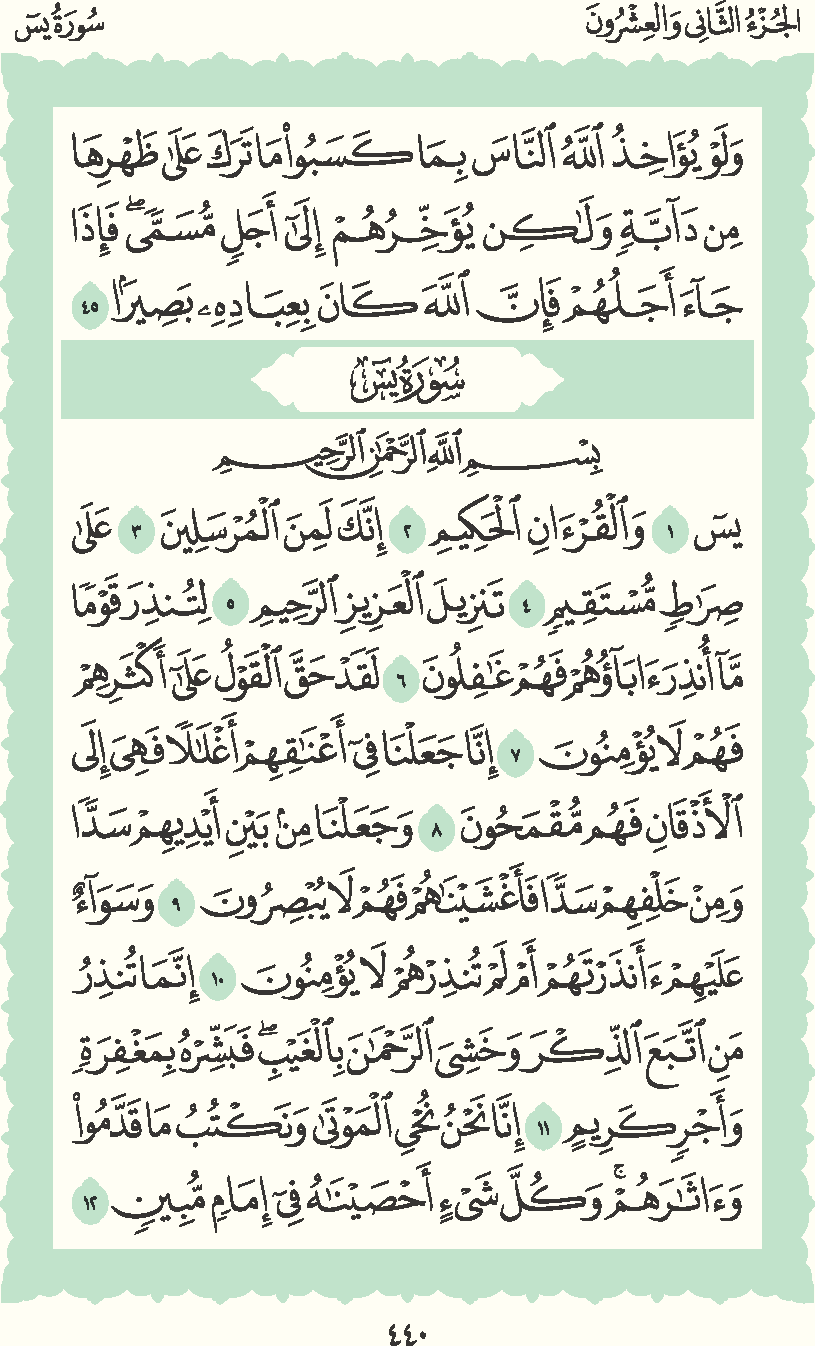 الجُزْءُ الثَّانِي وَالْعِشْرُونَ
سُورَةُ يسٓ
وَلَوْ يُؤَاخِذُ ٱللَّهُ ٱلنَّاسَ بِمَا كَسَبُوا۟ مَا تَرَكَ عَلَىٰ ظَهْرِهَا
مِن دَآبَّةٍ وَلَـٰكِن يُؤَخِّرُهُمْ إِلَىٰٓ أَجَلٍ مُّسَمًّى ۖ فَإِذَا
جَآءَ أَجَلُهُمْ فَإِنَّ ٱللَّهَ كَانَ بِعِبَادِهِۦ بَصِيرًۢا ٤٥
سُورَةُ يسٓ
بِسْمِ ٱللَّهِ ٱلرَّحْمَـٰنِ ٱلرَّحِيمِ
يسٓ ١ وَٱلْقُرْءَانِ ٱلْحَكِيمِ ٢ إِنَّكَ لَمِنَ ٱلْمُرْسَلِينَ ٣ عَلَىٰ
صِرَٰطٍ مُّسْتَقِيمٍ ٤ تَنزِيلَ ٱلْعَزِيزِ ٱلرَّحِيمِ ٥ لِتُنذِرَ قَوْمًا
مَّآ أُنذِرَ ءَابَآؤُهُمْ فَهُمْ غَـٰفِلُونَ ٦ لَقَدْ حَقَّ ٱلْقَوْلُ عَلَىٰٓ أَكْثَرِهِمْ
فَهُمْ لَا يُؤْمِنُونَ ٧ إِنَّا جَعَلْنَا فِىٓ أَعْنَـٰقِهِمْ أَغْلَـٰلًا فَهِىَ إِلَى
ٱلْأَذْقَانِ فَهُم مُّقْمَحُونَ ٨ وَجَعَلْنَا مِنۢ بَيْنِ أَيْدِيهِمْ سَدًّا
وَمِنْ خَلْفِهِمْ سَدًّا فَأَغْشَيْنَـٰهُمْ فَهُمْ لَا يُبْصِرُونَ ٩ وَسَوَآءٌ
عَلَيْهِمْ ءَأَنذَرْتَهُمْ أَمْ لَمْ تُنذِرْهُمْ لَا يُؤْمِنُونَ ١٠ إِنَّمَا تُنذِرُ
مَنِ ٱتَّبَعَ ٱلذِّكْرَ وَخَشِىَ ٱلرَّحْمَـٰنَ بِٱلْغَيْبِ ۖ فَبَشِّرْهُ بِمَغْفِرَةٍ
وَأَجْرٍ كَرِيمٍ ١١ إِنَّا نَحْنُ نُحْىِ ٱلْمَوْتَىٰ وَنَكْتُبُ مَا قَدَّمُوا۟
وَءَاثَـٰرَهُمْ ۚ وَكُلَّ شَىْءٍ أَحْصَيْنَـٰهُ فِىٓ إِمَامٍ مُّبِينٍ ١٢
٤٤٠